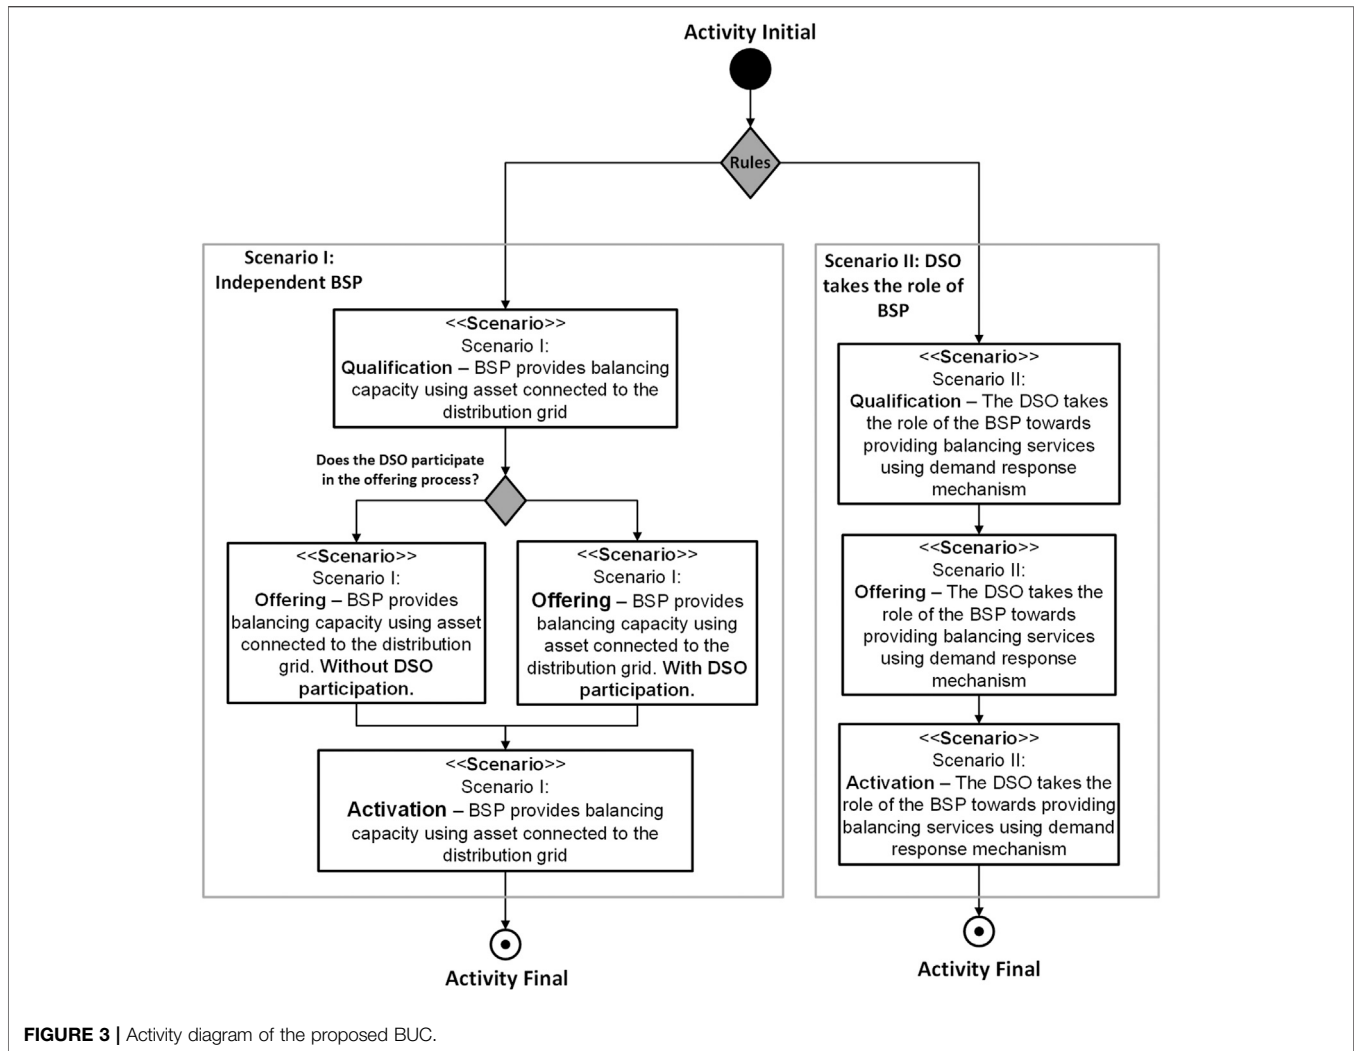 Activity Initial
Rules
Scenario I:
Independent BSP
<<Scenario>>
Scenario I:
Qualification – BSP provides balancing
capacity using asset connected to the
distribution grid
Does the DSO participate
in the offering process?
<<Scenario>>
Scenario I:
Offering – BSP provides
balancing capacity using asset
connected to the distribution
grid. Without DSO
participation.
<<Scenario>>
Scenario I:
Offering – BSP provides
balancing capacity using
asset connected to the
distribution grid. With DSO
participation.
<<Scenario>>
Scenario I:
Activation – BSP provides balancing
capacity using asset connected to the
distribution grid
Activity Final
Scenario II: DSO
takes the role of
BSP
<<Scenario>>
Scenario II:
Qualification – The DSO takes
the role of the BSP towards
providing balancing services
using demand response
mechanism
<<Scenario>>
Scenario II:
Offering – The DSO takes the
role of the BSP towards
providing balancing services
using demand response
mechanism
<<Scenario>>
Scenario II:
Activation – The DSO takes the
role of the BSP towards providing
balancing services using demand
response mechanism
Activity Final
FIGURE 3 | Activity diagram of the proposed BUC.